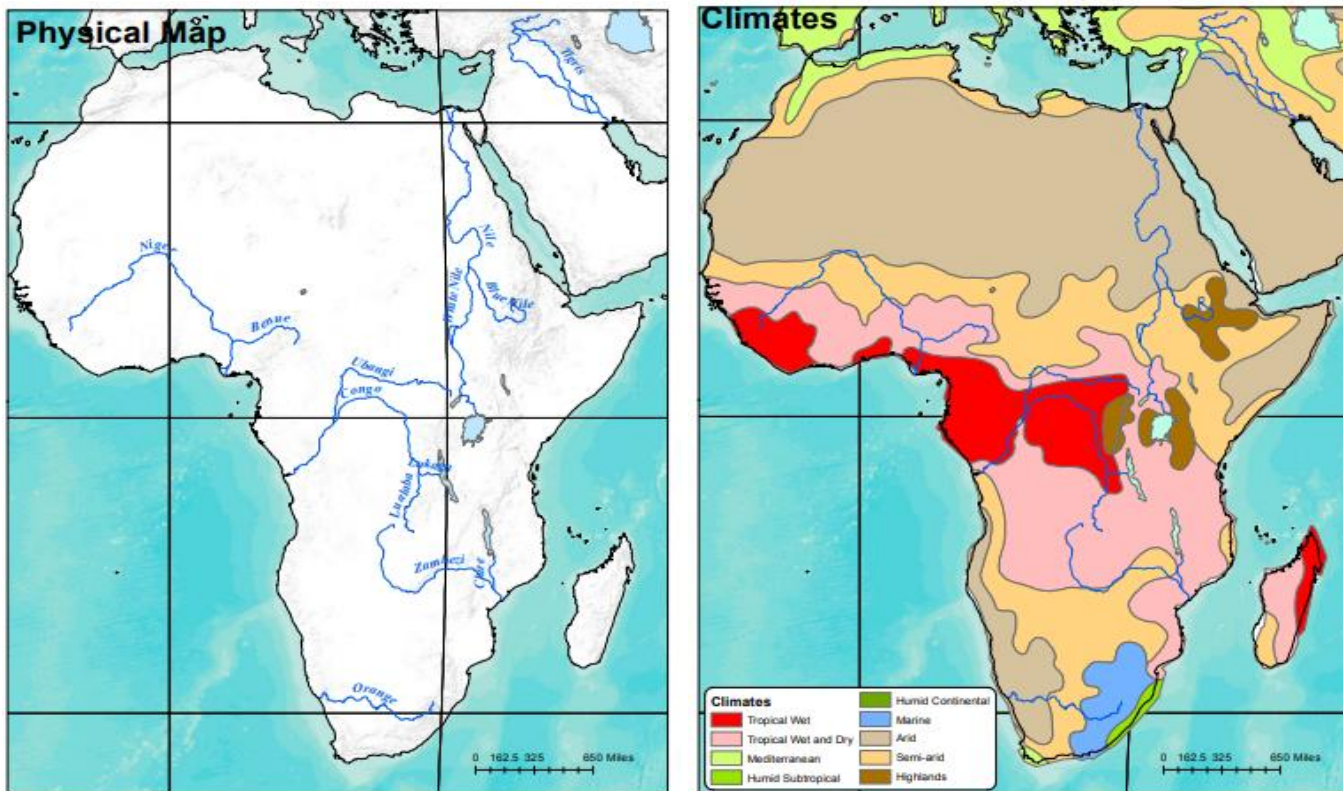 Physical Map
Tigris
Niger
Benue
Nile
White Nile
Blue Nile
Ubangi
Congo
Lualaba
Zambezi
Orange
0 162.5 325 650 Miles
Climates
Climates
Tropical Wet
Tropical Wet and Dry
Mediterranean
Humid Subtropical
Humid Continental
Marine
Arid
Semi-arid
Highlands
0 162.5 325 650 Miles